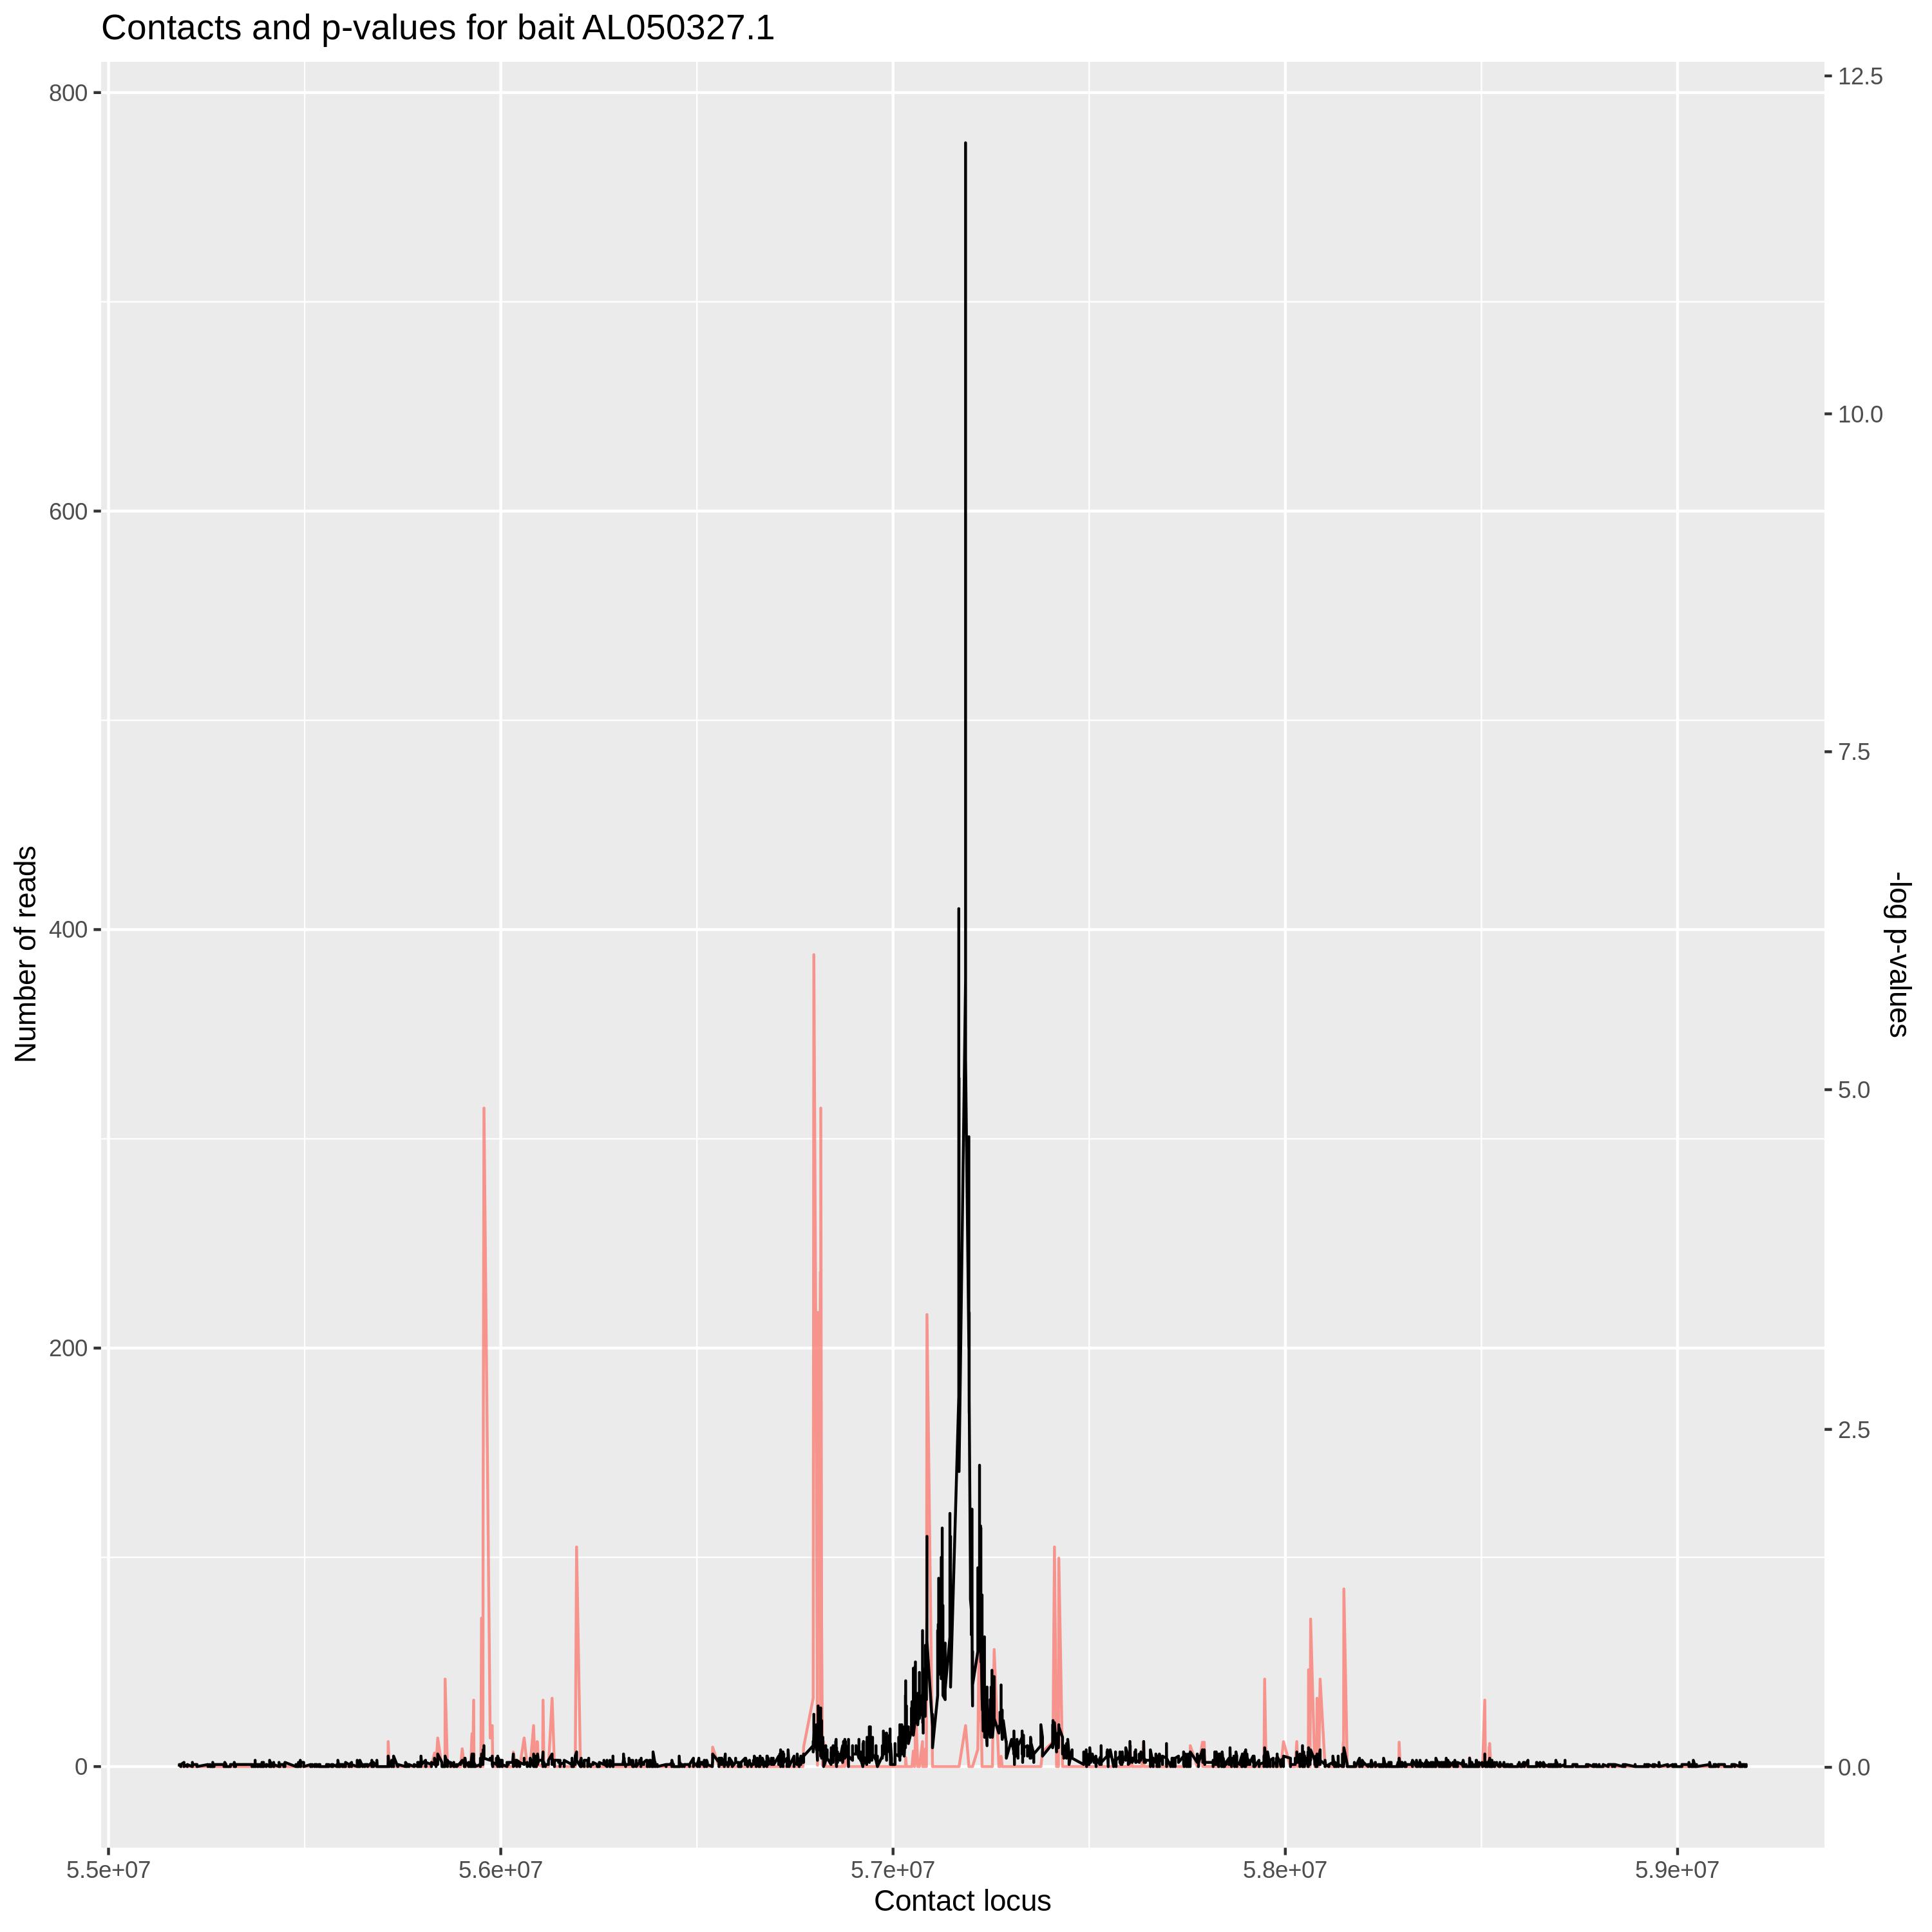 Contacts and p-values for bait AL050327.1
800
600
400
200
0
Number of reads
12.5
10.0
7.5
5.0
2.5
0.0
-log p-values
5.5e+07
5.6e+07
5.7e+07
5.8e+07
5.9e+07
Contact locus